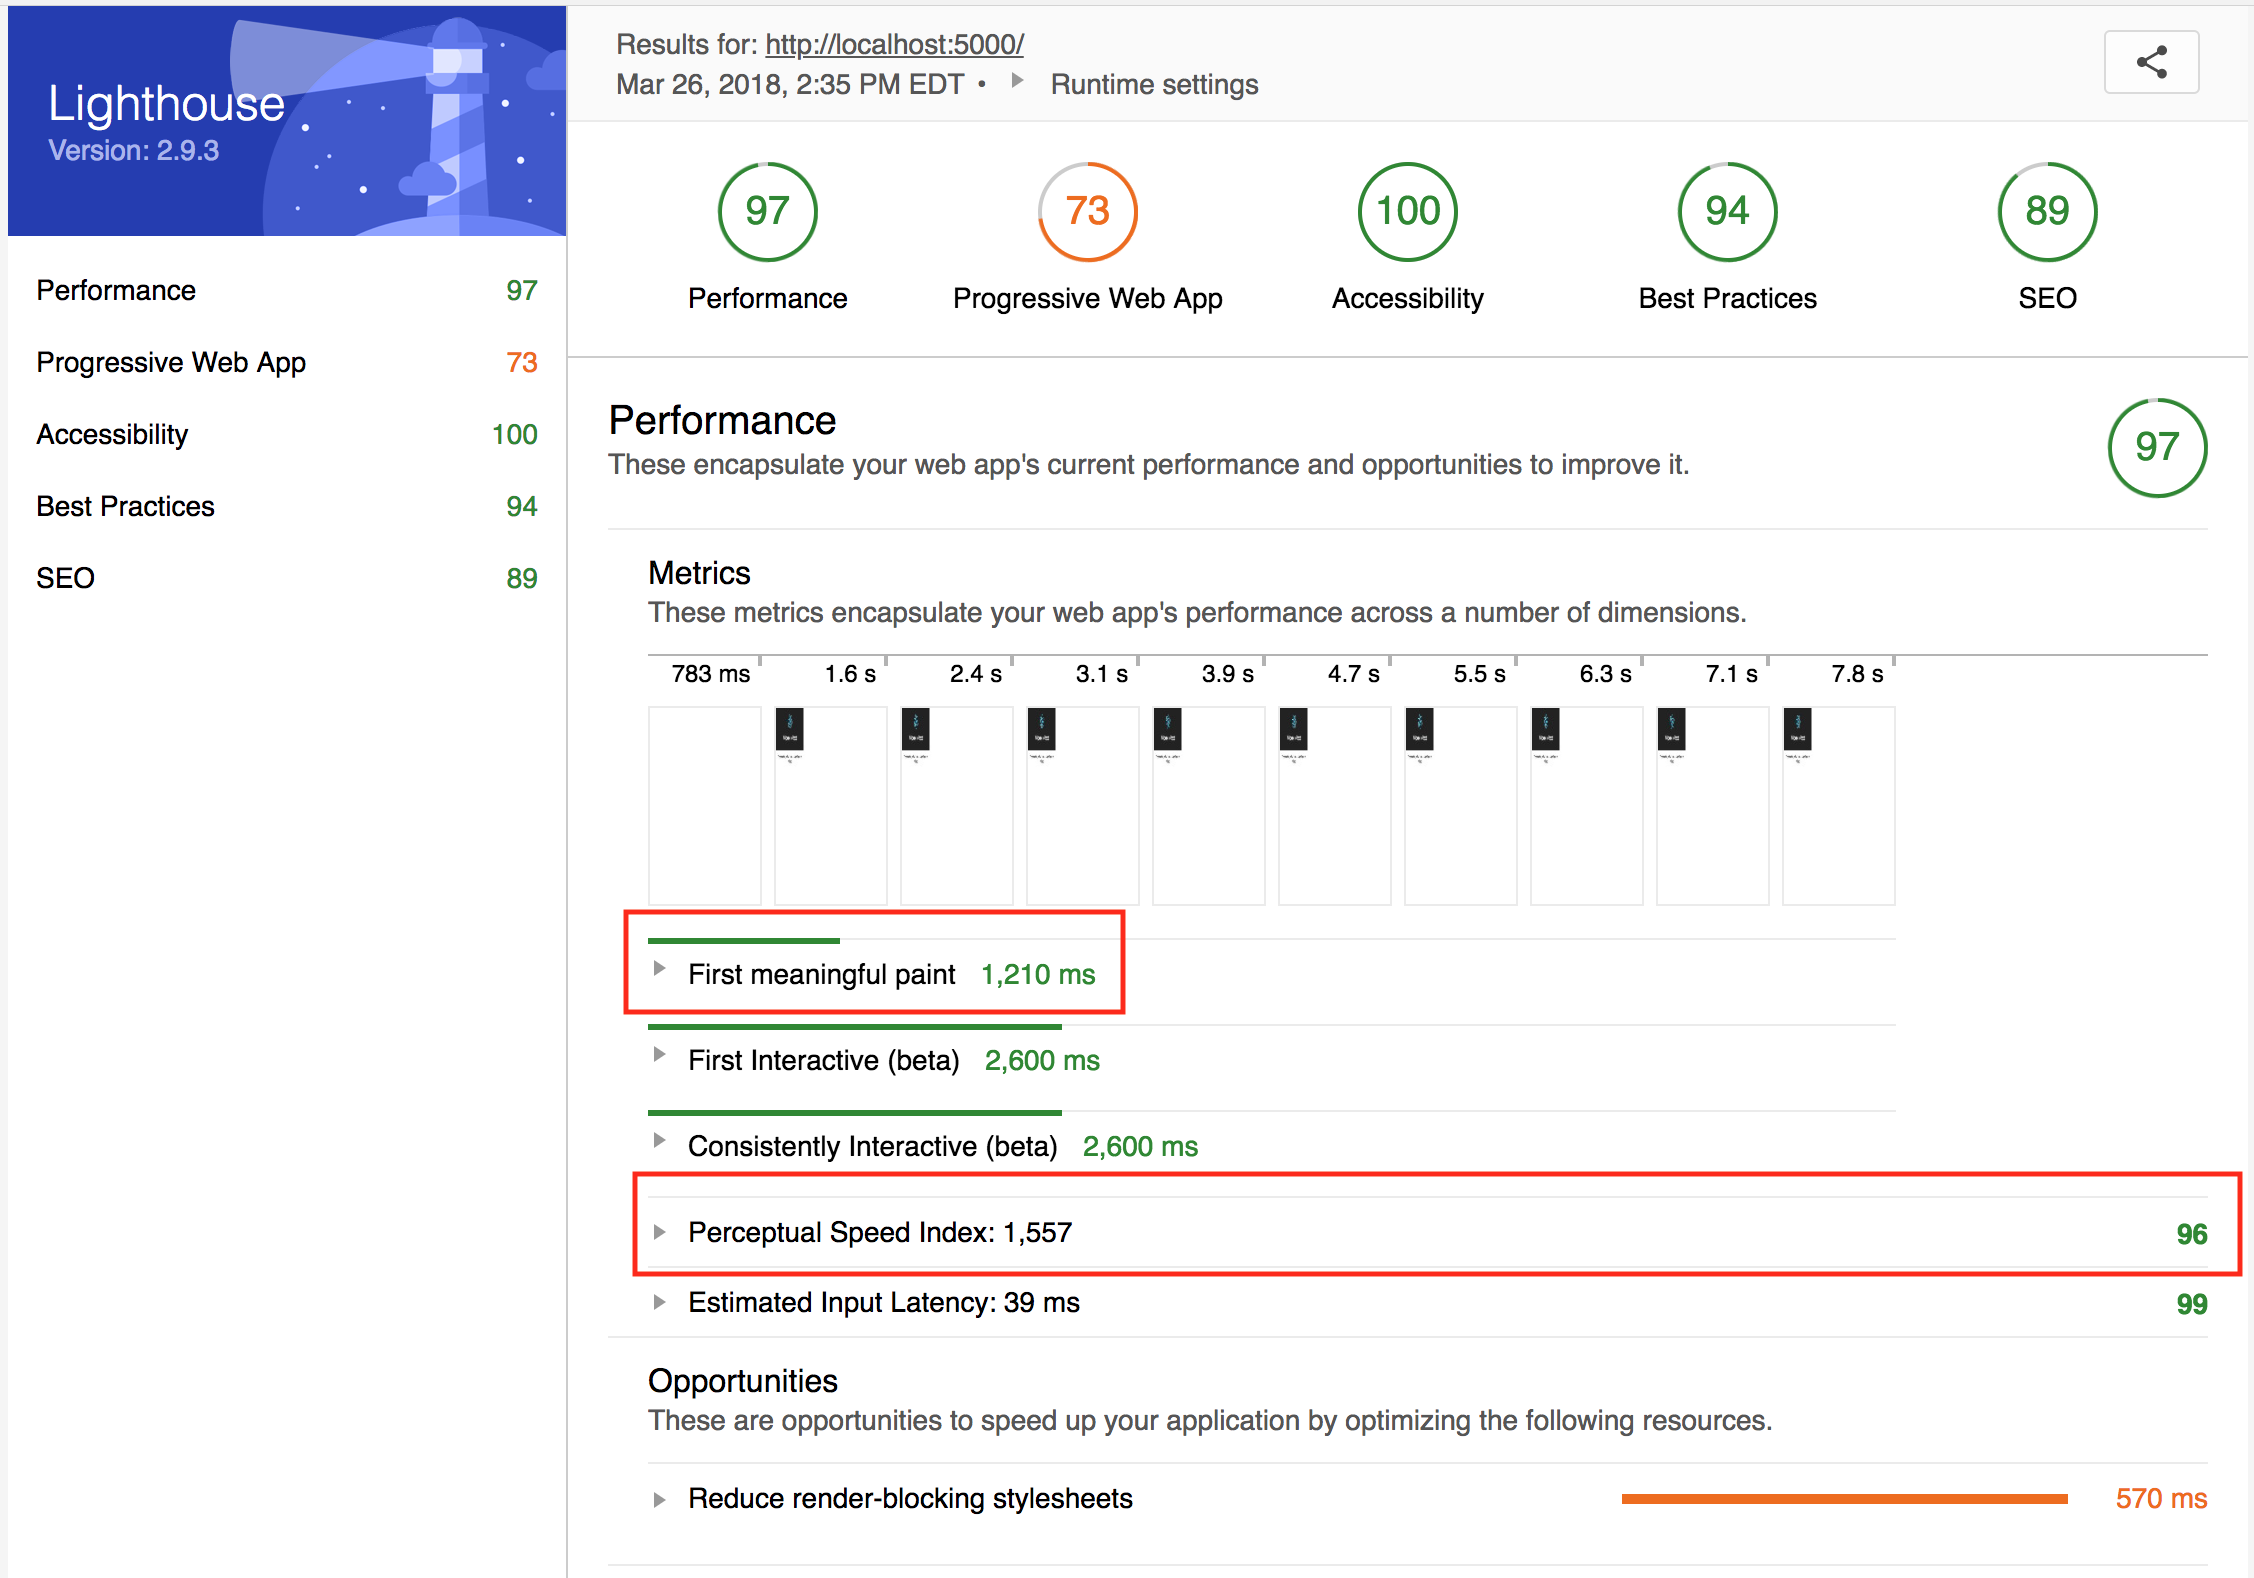 Lighthouse
Version: 2.9.3
Performance 97
Progressive Web App 73
Accessibility 100
Best Practices 94
SEO 89
Results for: http://localhost:5000/
Mar 26, 2018, 2:35 PM EDT • Runtime settings
97 73 100 94 89
Performance Progressive Web App Accessibility Best Practices SEO
Performance
These encapsulate your web app's current performance and opportunities to improve it.
97
Metrics
These metrics encapsulate your web app's performance across a number of dimensions.
783 ms 1.6 s 2.4 s 3.1 s 3.9 s 4.7 s 5.5 s 6.3 s 7.1 s 7.8 s
First meaningful paint 1,210 ms
First Interactive (beta) 2,600 ms
Consistently Interactive (beta) 2,600 ms
Perceptual Speed Index: 1,557 96
Estimated Input Latency: 39 ms 99
Opportunities
These are opportunities to speed up your application by optimizing the following resources.
Reduce render-blocking stylesheets 570 ms